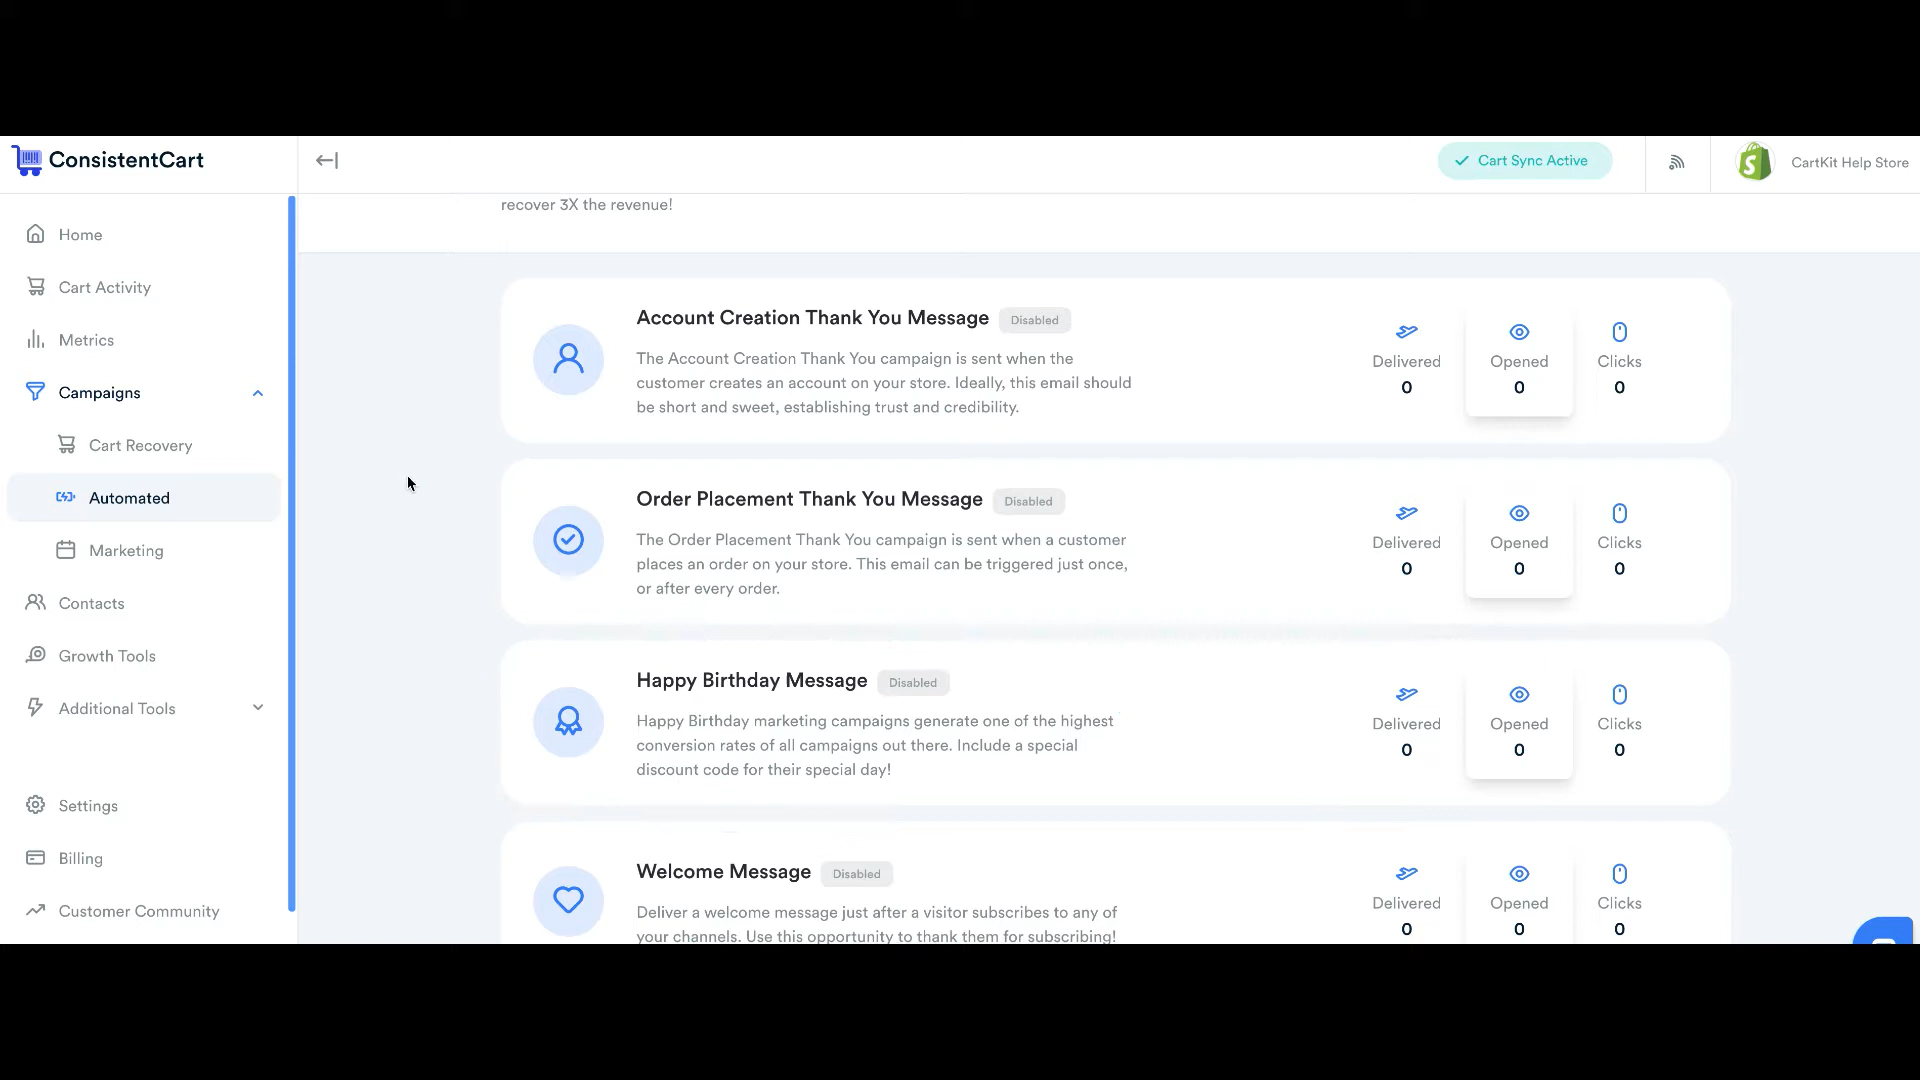 ConsistentCart
Cart Sync Active
CartKit Help Store
Home
Cart Activity
Metrics
Campaigns
Cart Recovery
Automated
Marketing
Contacts
Growth Tools
Additional Tools
Settings
Billing
Customer Community
recover 3X the revenue!
Account Creation Thank You Message Disabled
The Account Creation Thank You campaign is sent when the
customer creates an account on your store. Ideally, this email should
be short and sweet, establishing trust and credibility.
Delivered Opened Clicks
0 0 0
Order Placement Thank You Message Disabled
The Order Placement Thank You campaign is sent when a customer
places an order on your store. This email can be triggered just once,
or after every order.
Delivered Opened Clicks
0 0 0
Happy Birthday Message Disabled
Happy Birthday marketing campaigns generate one of the highest
conversion rates of all campaigns out there. Include a special
discount code for their special day!
Delivered Opened Clicks
0 0 0
Welcome Message Disabled
Deliver a welcome message just after a visitor subscribes to any of
your channels. Use this opportunity to thank them for subscribing!
Delivered Opened Clicks
0 0 0